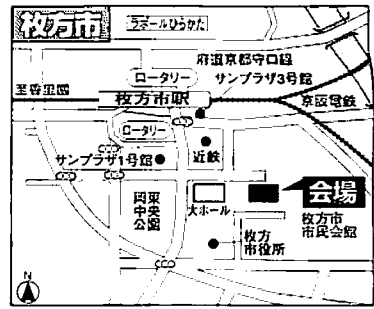 枚方市
ラポールひらかた
府道京都守口線
ロータリー
サンプラザ3号館
至香里園
枚方市駅
京阪電鉄
ロータリー
近鉄
サンプラザ1号館
岡東
中央
公園
大ホール
会場
枚方市
市民会館
枚方
市役所
N